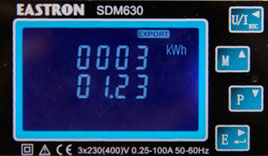 EASTRON SDM630
EXPORT
0003 kWh
01.23
U/I ESC
M
P
E
3x230(400)V 0.25-100A 50-60Hz